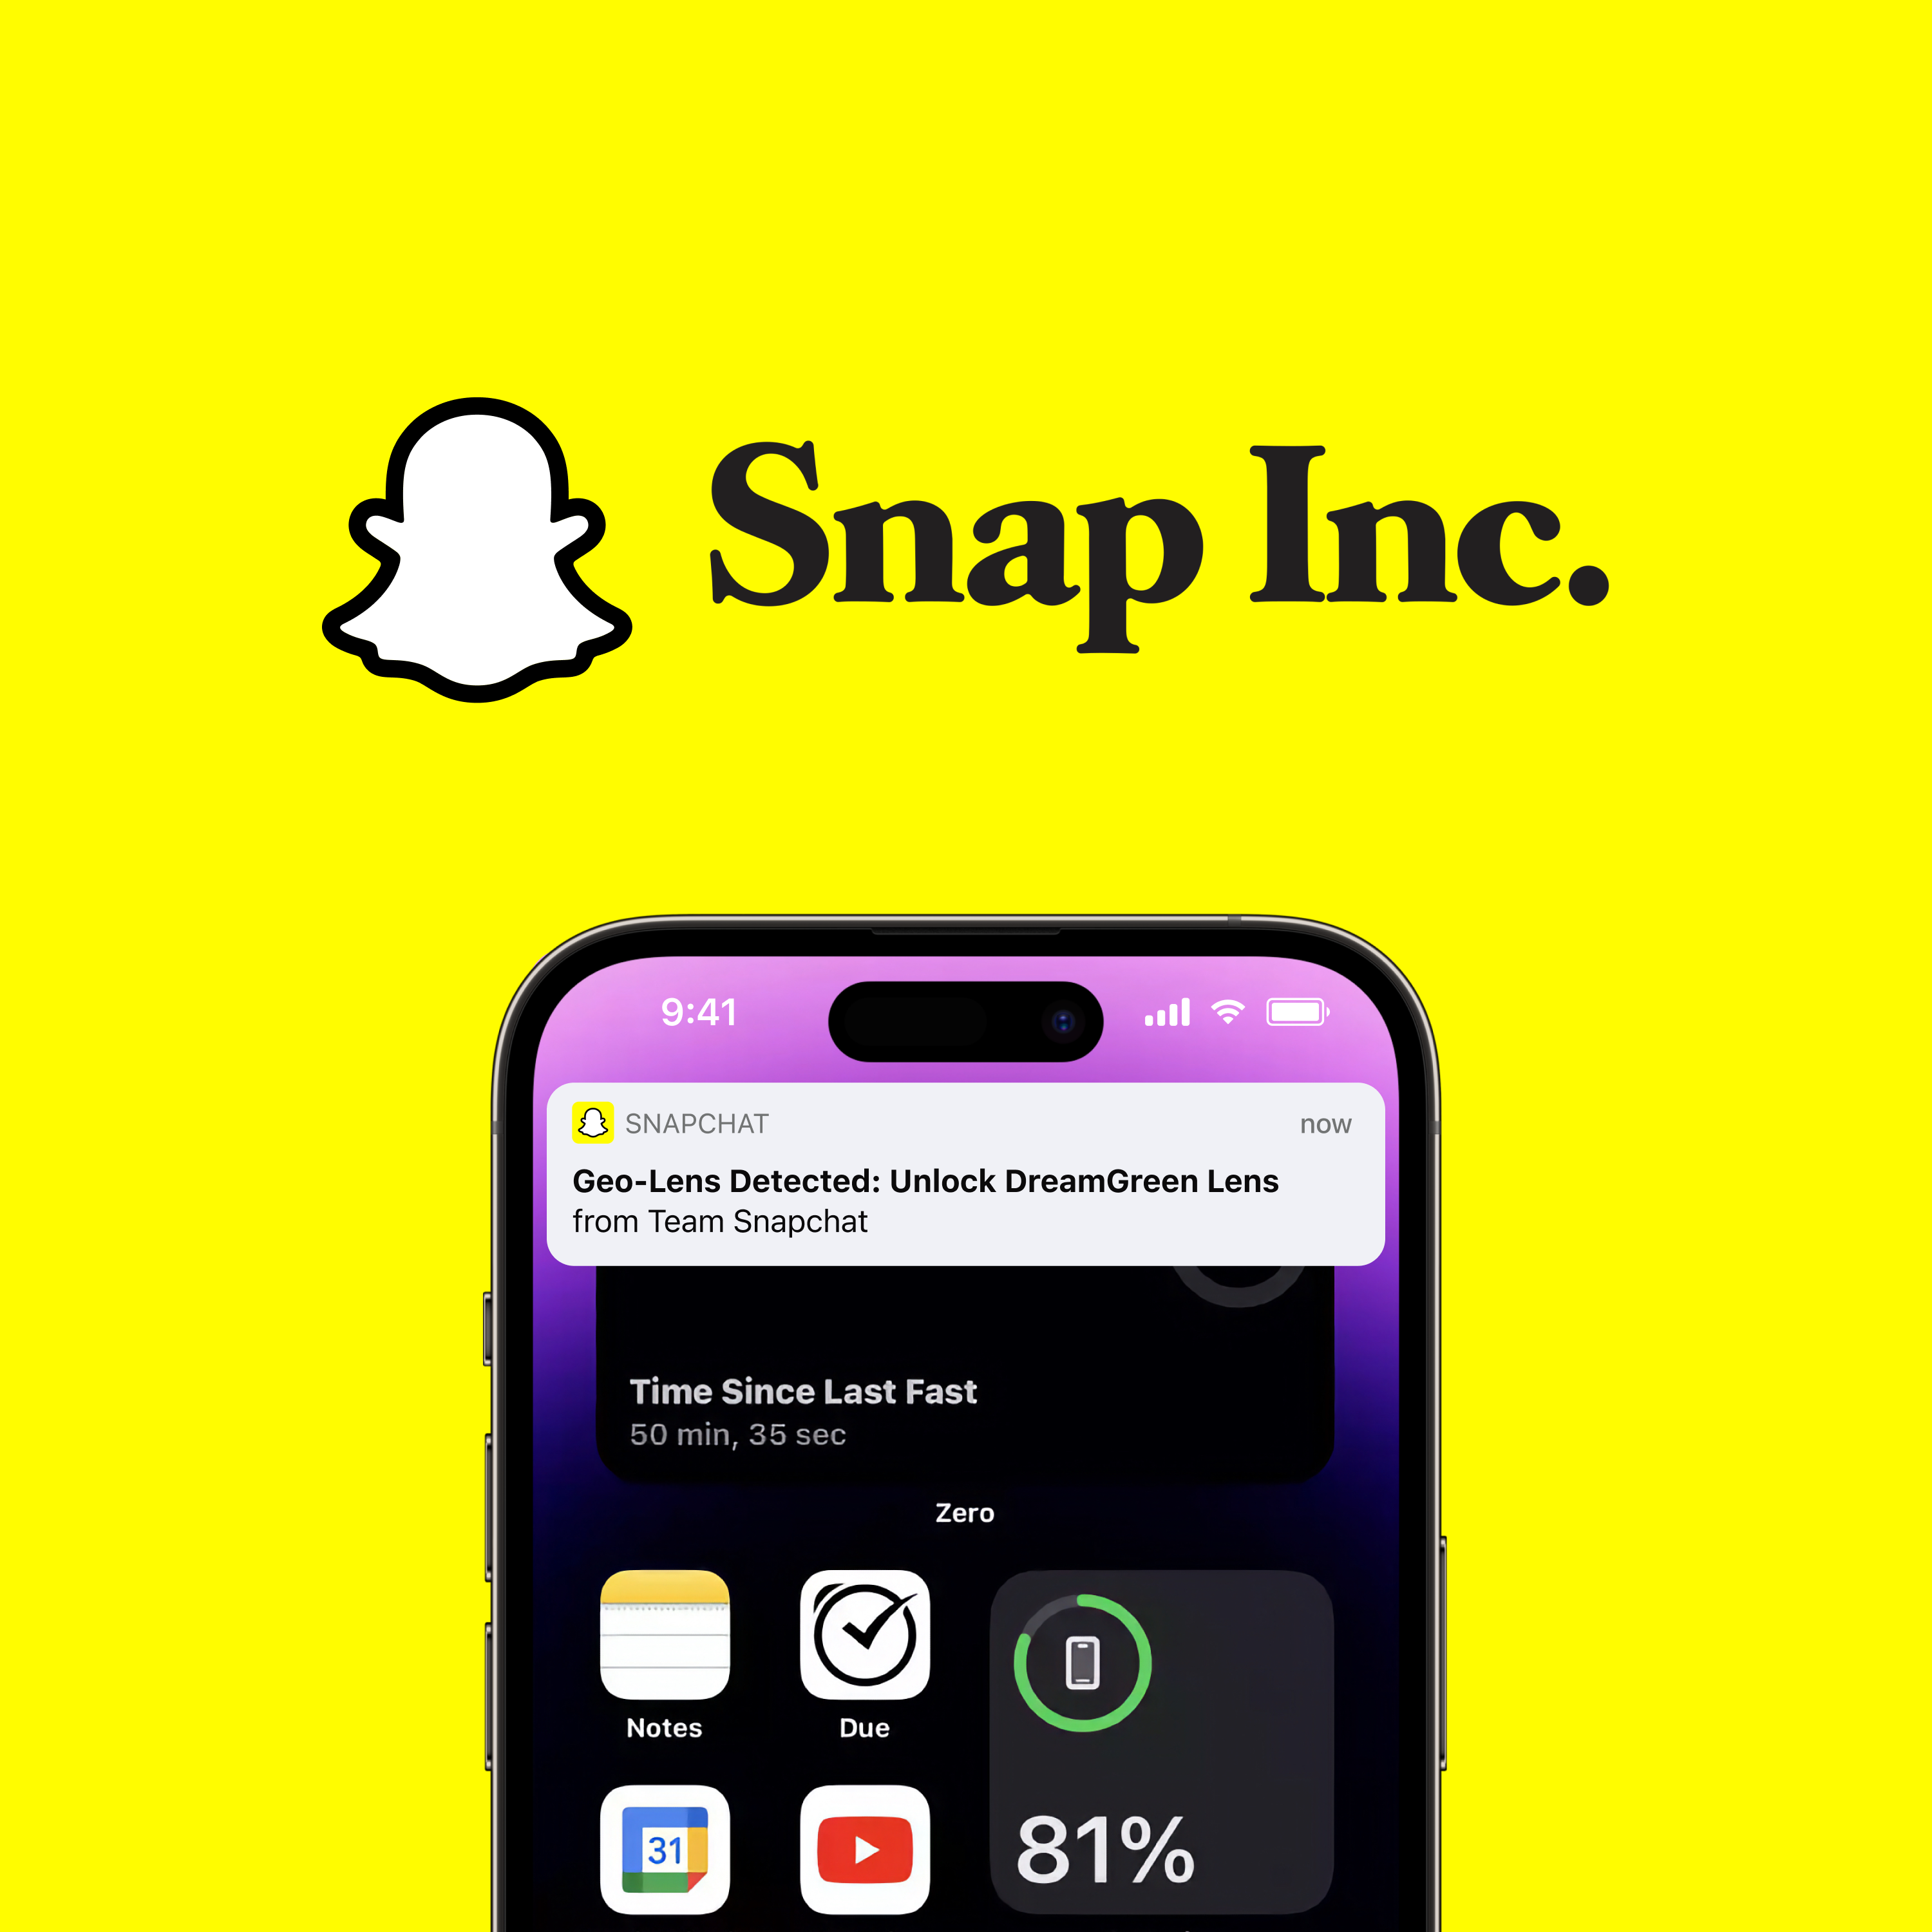 Snap Inc.
9:41
SNAPCHAT
now
Geo-Lens Detected: Unlock DreamGreen Lens
from Team Snapchat
Time Since Last Fast
50 min, 35 sec
Zero
Notes
Due
31
81%